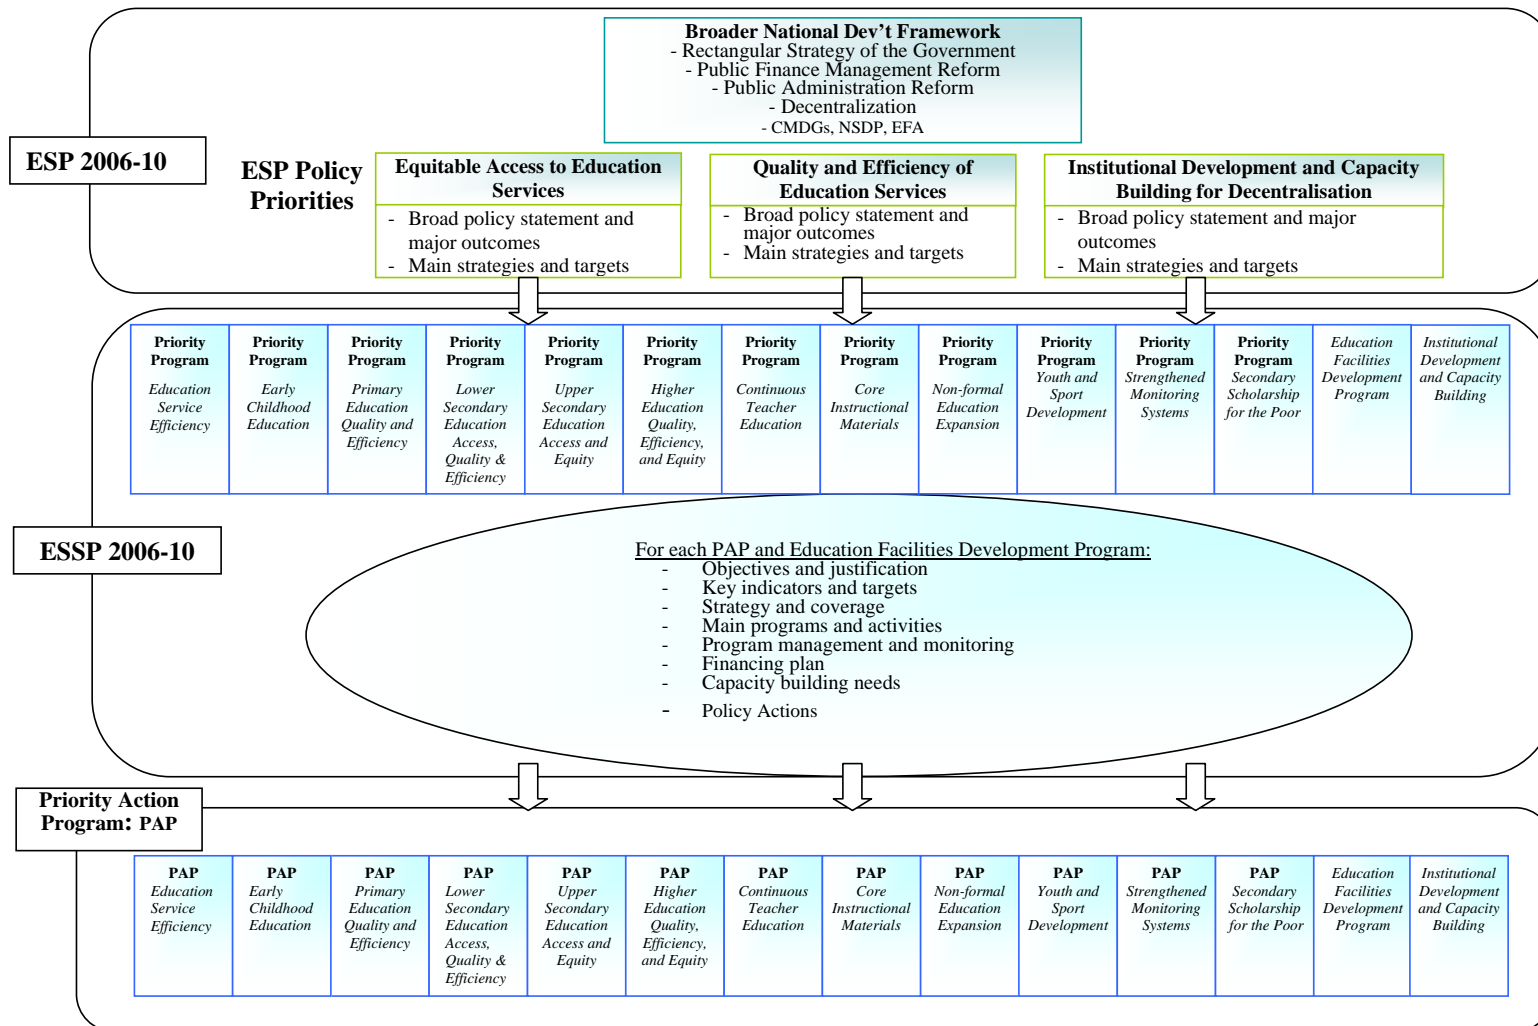 Broader National Dev't Framework
- Rectangular Strategy of the Government
- Public Finance Management Reform
- Public Administration Reform
- Decentralization
- CMDGs, NSDP, EFA
ESP 2006-10
ESP Policy
Priorities
Equitable Access to Education
Services
- Broad policy statement and
major outcomes
- Main strategies and targets
Quality and Efficiency of
Education Services
- Broad policy statement and
major outcomes
- Main strategies and targets
Institutional Development and Capacity
Building for Decentralisation
- Broad policy statement and major
outcomes
- Main strategies and targets
Priority
Program
Education
Service
Efficiency
Priority
Program
Early
Childhood
Education
Priority
Program
Primary
Education
Quality and
Efficiency
Priority
Program
Lower
Secondary
Education
Access,
Quality &
Efficiency
Priority
Program
Upper
Secondary
Education
Access and
Equity
Priority
Program
Higher
Education
Quality,
Efficiency,
and Equity
Priority
Program
Continuous
Teacher
Education
Priority
Program
Core
Instructional
Materials
Priority
Program
Non-formal
Education
Expansion
Priority
Program
Youth and
Sport
Development
Priority
Program
Strengthened
Monitoring
Systems
Priority
Program
Secondary
Scholarship
for the Poor
Education
Facilities
Development
Program
Institutional
Development
and Capacity
Building
ESSP 2006-10
For each PAP and Education Facilities Development Program:
- Objectives and justification
- Key indicators and targets
- Strategy and coverage
- Main programs and activities
- Program management and monitoring
- Financing plan
- Capacity building needs
- Policy Actions
Priority Action
Program: PAP
PAP
Education
Service
Efficiency
PAP
Early
Childhood
Education
PAP
Primary
Education
Quality and
Efficiency
PAP
Lower
Secondary
Education
Access,
Quality &
Efficiency
PAP
Upper
Secondary
Education
Access and
Equity
PAP
Higher
Education
Quality,
Efficiency,
and Equity
PAP
Continuous
Teacher
Education
PAP
Core
Instructional
Materials
PAP
Non-formal
Education
Expansion
PAP
Youth and
Sport
Development
PAP
Strengthened
Monitoring
Systems
PAP
Secondary
Scholarship
for the Poor
Education
Facilities
Development
Program
Institutional
Development
and Capacity
Building